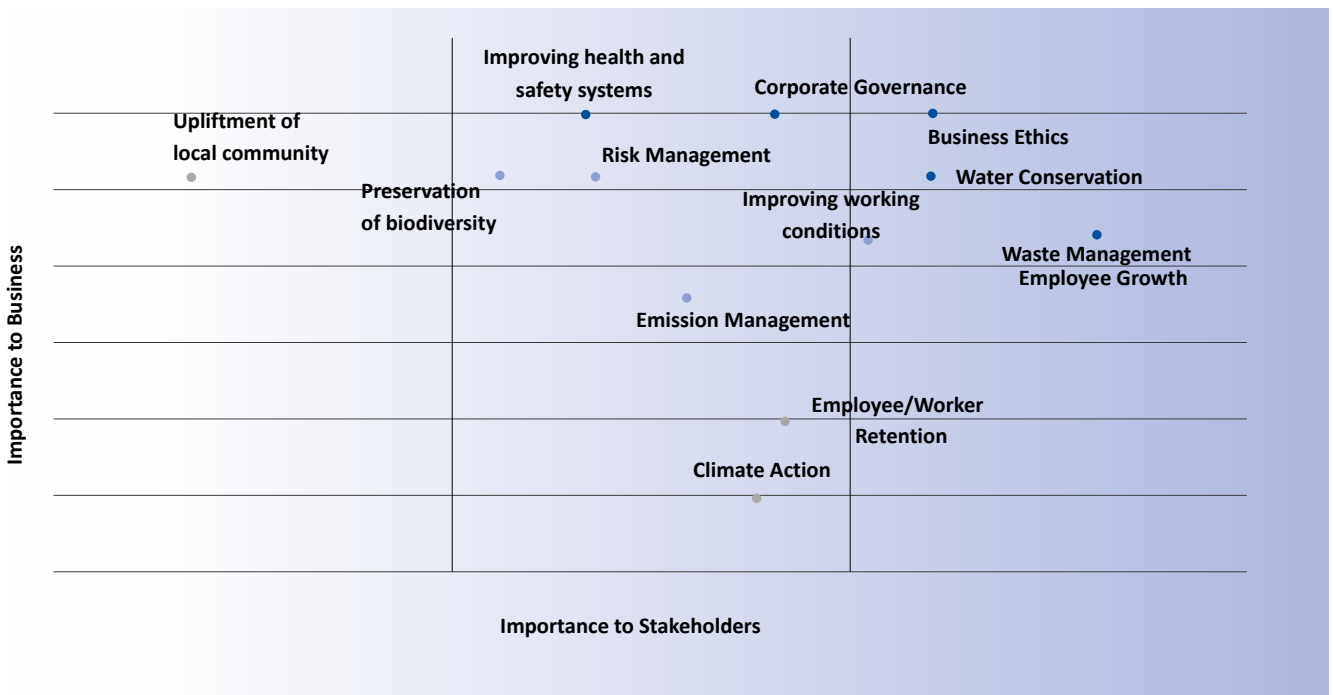 Improving health and
safety systems
Corporate Governance
Upliftment of
local community
Business Ethics
Risk Management
Water Conservation
Preservation
of biodiversity
Improving working
conditions
Waste Management
Employee Growth
Emission Management
Employee/Worker
Retention
Climate Action
Importance to Business
Importance to Stakeholders